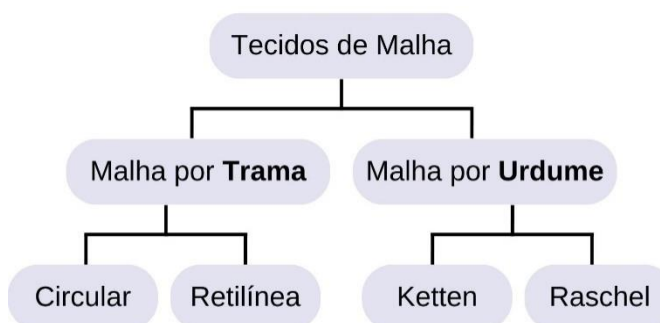 Tecidos de Malha
Malha por Trama
Malha por Urdume
Circular
Retilínea
Ketten
Raschel